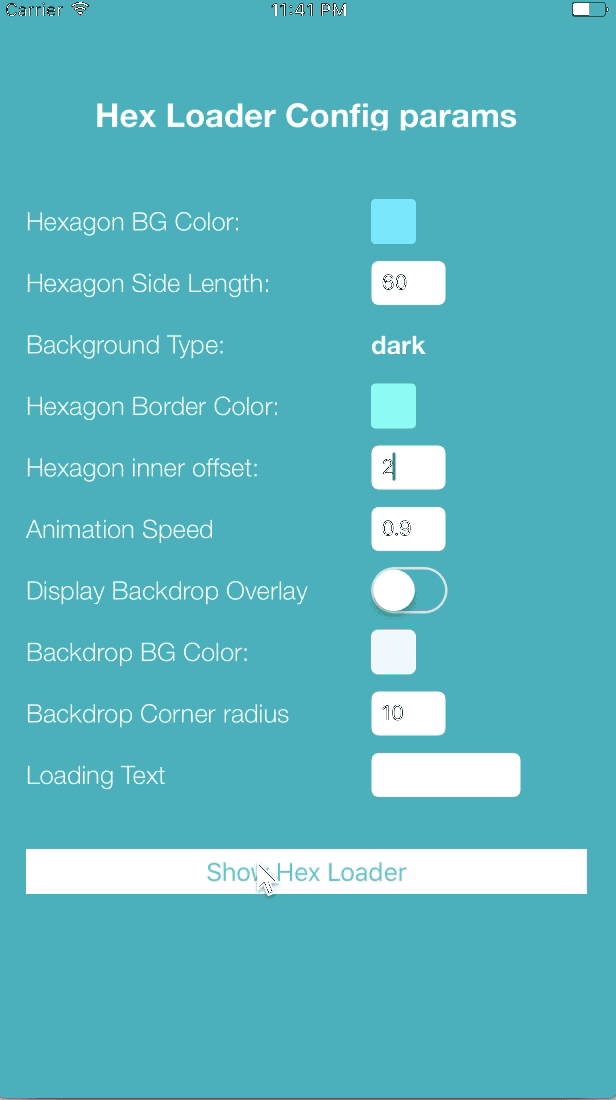 Carrier 11:41 PM
Hex Loader Config params
Hexagon BG Color:
Hexagon Side Length: 60
Background Type: dark
Hexagon Border Color:
Hexagon inner offset: 2
Animation Speed 0.9
Display Backdrop Overlay
Backdrop BG Color:
Backdrop Corner radius 10
Loading Text
Show Hex Loader